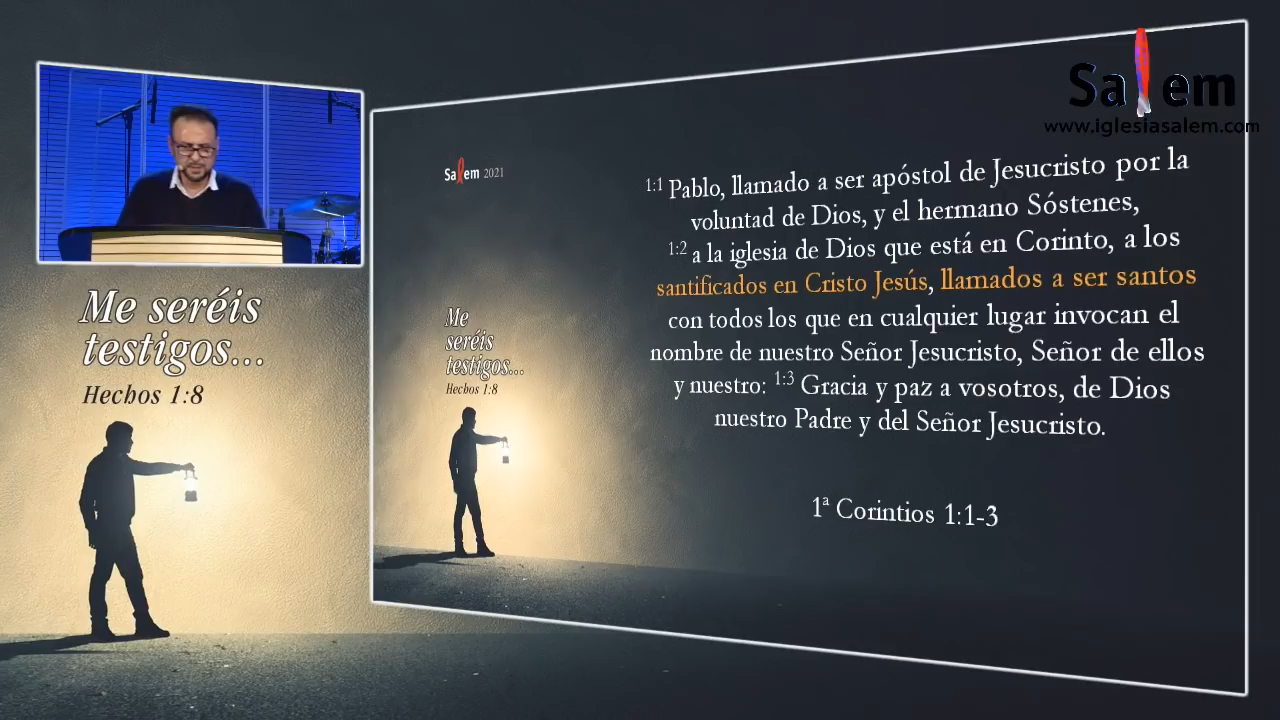 Salem
www.iglesiasalem.com
Me seréis
testigos...
Hechos 1:8
Salem 2021
Me
seréis
testigos...
Hechos 1:8
1:1 Pablo, llamado a ser apóstol de Jesucristo por la
voluntad de Dios, y el hermano Sóstenes,
1:2 a la iglesia de Dios que está en Corinto, a los
santificados en Cristo Jesús, llamados a ser santos
con todos los que en cualquier lugar invocan el
nombre de nuestro Señor Jesucristo, Señor de ellos
y nuestro: 1:3 Gracia y paz a vosotros, de Dios
nuestro Padre y del Señor Jesucristo.
1ª Corintios 1:1-3